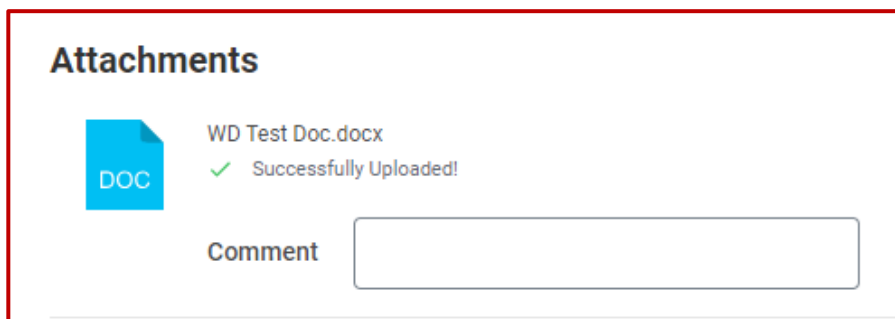 Attachments
DOC
WD Test Doc.docx
Successfully Uploaded!
Comment